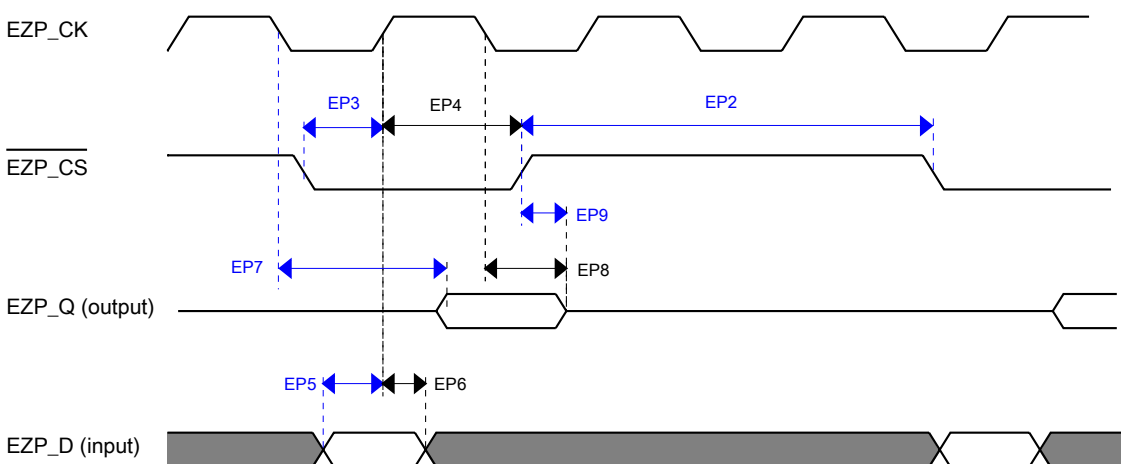 EZP_CK
EP3
EP4
EP2
EZP_CS
EP9
EP7
EP8
EZP_Q (output)
EP5
EP6
EZP_D (input)